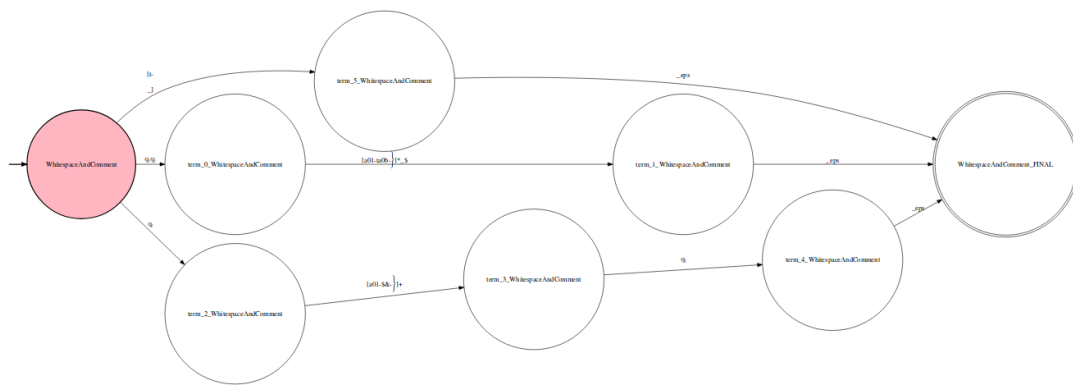 [s-
_]
term_5_WhitespaceAndComment
_eps
WhitespaceAndComment
%%
term_0_WhitespaceAndComment
term_1_WhitespaceAndComment
_eps
WhitespaceAndComment_FINAL
%
term_2_WhitespaceAndComment
term_3_WhitespaceAndComment
%
term_4_WhitespaceAndComment
_eps